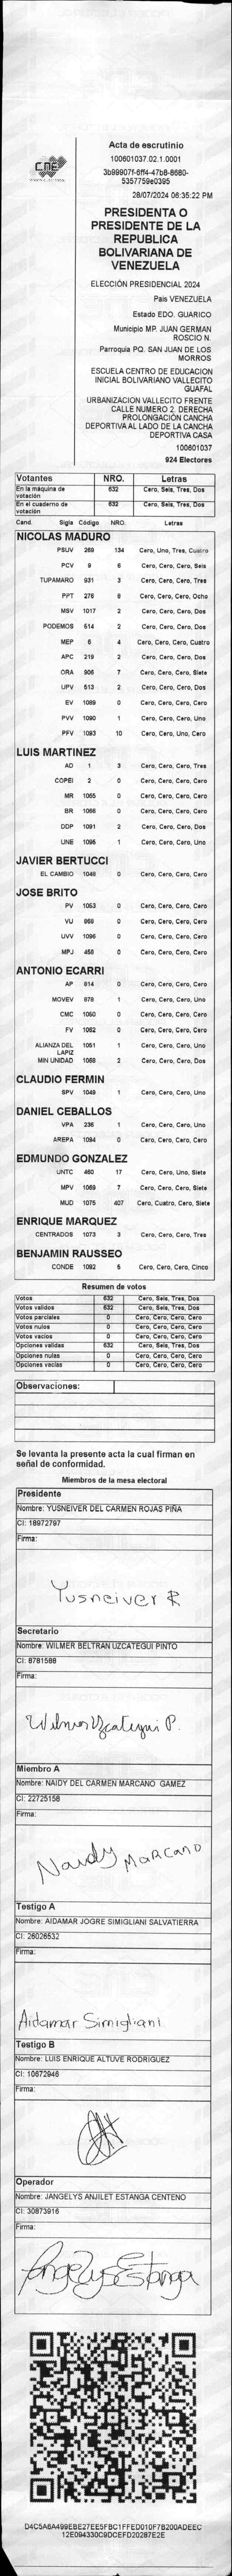 CNE
Acta de escrutinio
100601037.02.1.0001
3b99907f-6ff4-47b8-8680-
5357759e0395
28/07/2024 06:35:22 PM
PRESIDENTA O
PRESIDENTE DE LA
REPUBLICA
BOLIVARIANA DE
VENEZUELA
ELECCIÓN PRESIDENCIAL 2024
Pais VENEZUELA
Estado EDO. GUARICO
Municipio MP. JUAN GERMAN
ROSCIO N.
Parroquia PQ. SAN JUAN DE LOS
MORROS
ESCUELA CENTRO DE EDUCACION
INICIAL BOLIVARIANO VALLECITO
GUAFAL
URBANIZACION VALLECITO FRENTE
CALLE NUMERO 2. DERECHA
PROLONGACIÓN CANCHA
DEPORTIVA AL LADO DE LA CANCHA
DEPORTIVA CASA
100601037
924 Electores
Votantes NRO. Letras
En la máquina de votación 632 Cero, Seis, Tres, Dos
En el cuaderno de votación 632 Cero, Seis, Tres, Dos
Cand. Sigla Código NRO. Letras
NICOLAS MADURO
PSUV 269 134 Cero, Uno, Tres, Cuatro
PCV 9 6 Cero, Cero, Cero, Seis
TUPAMARO 931 3 Cero, Cero, Cero, Tres
PPT 276 8 Cero, Cero, Cero, Ocho
MSV 1017 2 Cero, Cero, Cero, Dos
PODEMOS 514 2 Cero, Cero, Cero, Dos
MEP 6 4 Cero, Cero, Cero, Cuatro
APC 219 2 Cero, Cero, Cero, Dos
ORA 906 7 Cero, Cero, Cero, Siete
UPV 513 2 Cero, Cero, Cero, Dos
EV 1089 0 Cero, Cero, Cero, Cero
PVV 1090 1 Cero, Cero, Cero, Uno
PFV 1093 10 Cero, Cero, Uno, Cero
LUIS MARTINEZ
AD 1 3 Cero, Cero, Cero, Tres
COPEI 2 0 Cero, Cero, Cero, Cero
MR 1065 0 Cero, Cero, Cero, Cero
BR 1066 0 Cero, Cero, Cero, Cero
DDP 1091 2 Cero, Cero, Cero, Dos
UNE 1095 1 Cero, Cero, Cero, Uno
JAVIER BERTUCCI
EL CAMBIO 1048 0 Cero, Cero, Cero, Cero
JOSE BRITO
PV 1053 0 Cero, Cero, Cero, Cero
VU 868 0 Cero, Cero, Cero, Cero
UVV 1096 0 Cero, Cero, Cero, Cero
MPJ 458 0 Cero, Cero, Cero, Cero
ANTONIO ECARRI
AP 814 0 Cero, Cero, Cero, Cero
MOVEV 879 1 Cero, Cero, Cero, Uno
CMC 1050 0 Cero, Cero, Cero, Cero
FV 1052 0 Cero, Cero, Cero, Cero
ALIANZA DEL LAPIZ 1051 1 Cero, Cero, Cero, Uno
MIN UNIDAD 1058 2 Cero, Cero, Cero, Dos
CLAUDIO FERMIN
SPV 1049 1 Cero, Cero, Cero, Uno
DANIEL CEBALLOS
VPA 236 1 Cero, Cero, Cero, Uno
AREPA 1094 0 Cero, Cero, Cero, Cero
EDMUNDO GONZALEZ
UNTC 460 17 Cero, Cero, Uno, Siete
MPV 1069 7 Cero, Cero, Cero, Siete
MUD 1075 407 Cero, Cuatro, Cero, Siete
ENRIQUE MARQUEZ
CENTRADOS 1073 3 Cero, Cero, Cero, Tres
BENJAMIN RAUSSEO
CONDE 1092 5 Cero, Cero, Cero, Cinco
Resumen de votos
Votos 632 Cero, Seis, Tres, Dos
Votos validos 632 Cero, Seis, Tres, Dos
Votos parciales 0 Cero, Cero, Cero, Cero
Votos nulos 0 Cero, Cero, Cero, Cero
Votos vacios 0 Cero, Cero, Cero, Cero
Opciones validas 632 Cero, Seis, Tres, Dos
Opciones nulas 0 Cero, Cero, Cero, Cero
Opciones vacias 0 Cero, Cero, Cero, Cero
Observaciones:
Se levanta la presente acta la cual firman en
señal de conformidad.
Miembros de la mesa electoral
Presidente
Nombre: YUSNEIVER DEL CARMEN ROJAS PIÑA
CI: 18972797
Firma:
Yusneiver R
Secretario
Nombre: WILMER BELTRAN UZCATEGUI PINTO
CI: 8781588
Firma:
Wilmer Uzcategui P.
Miembro A
Nombre: NAIDY DEL CARMEN MARCANO GAMEZ
CI: 22725158
Firma:
Naidy MARCANO
Testigo A
Nombre: AIDAMAR JOGRE SIMIGLIANI SALVATIERRA
CI: 26026532
Firma:
Aidamar Simigliani
Testigo B
Nombre: LUIS ENRIQUE ALTUVE RODRIGUEZ
CI: 10672946
Firma:
Operador
Nombre: JANGELYS ANJILET ESTANGA CENTENO
CI: 30873916
Firma:
Angelys Estanga
D4C5A6A499EBE27EE5FBC1FFED010F7B200ADEEC
12E094330C9DCEFD20287E2E